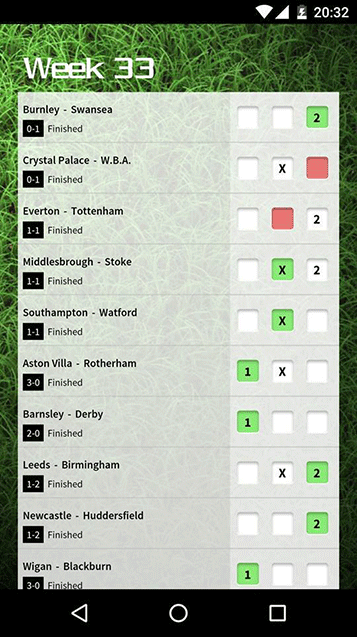 20:32
Week 33
Burnley - Swansea
0-1 Finished 2
Crystal Palace - W.B.A.
0-1 Finished X
Everton - Tottenham
1-1 Finished 2
Middlesbrough - Stoke
1-1 Finished X 2
Southampton - Watford
1-1 Finished X
Aston Villa - Rotherham
3-0 Finished 1 X
Barnsley - Derby
2-0 Finished 1
Leeds - Birmingham
1-2 Finished X 2
Newcastle - Huddersfield
1-2 Finished 2
Wigan - Blackburn
3-0 Finished 1